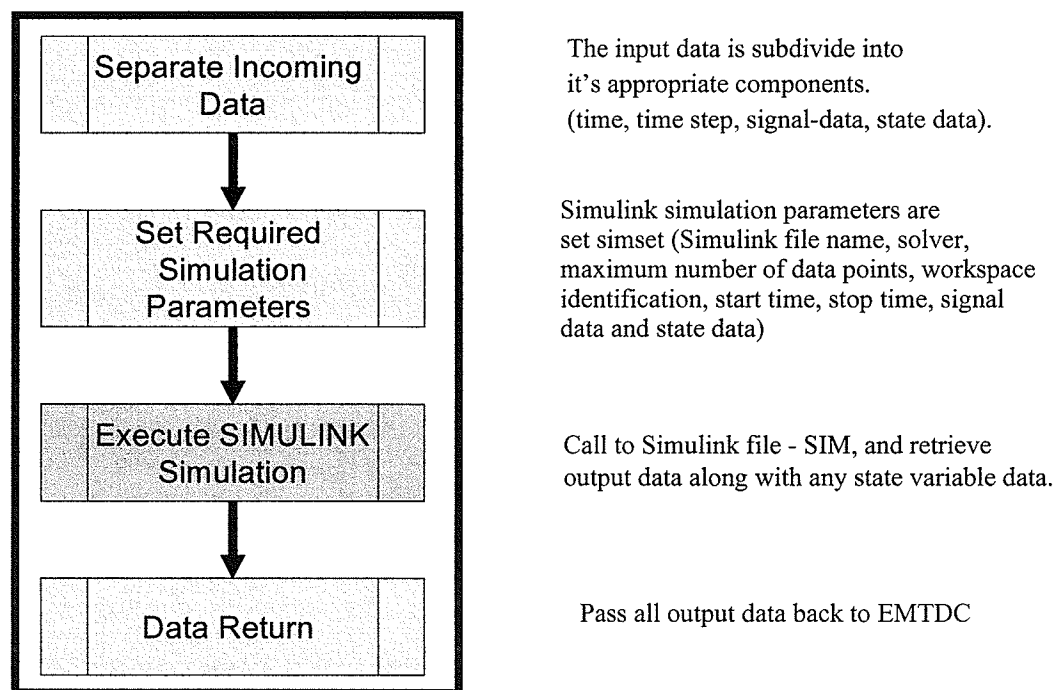 Separate Incoming
Data
The input data is subdivide into
it's appropriate components.
(time, time step, signal-data, state data).
Set Required
Simulation
Parameters
Simulink simulation parameters are
set simset (Simulink file name, solver,
maximum number of data points, workspace
identification, start time, stop time, signal
data and state data)
Execute SIMULINK
Simulation
Call to Simulink file - SIM, and retrieve
output data along with any state variable data.
Data Return
Pass all output data back to EMTDC